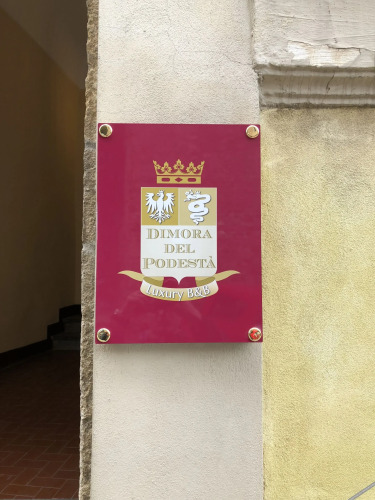 DIMORA
DEL
PODESTÀ
Luxury B&B